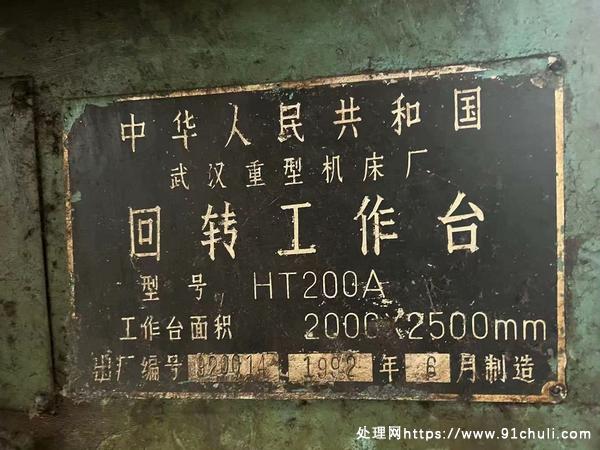 中华人民共和国
武汉重型机床厂
回转工作台
型号 HT200A
工作台面积 2000X2500mm
出厂编号 920014 1992 年 6 月制造
处理网https://www.91chuli.com/